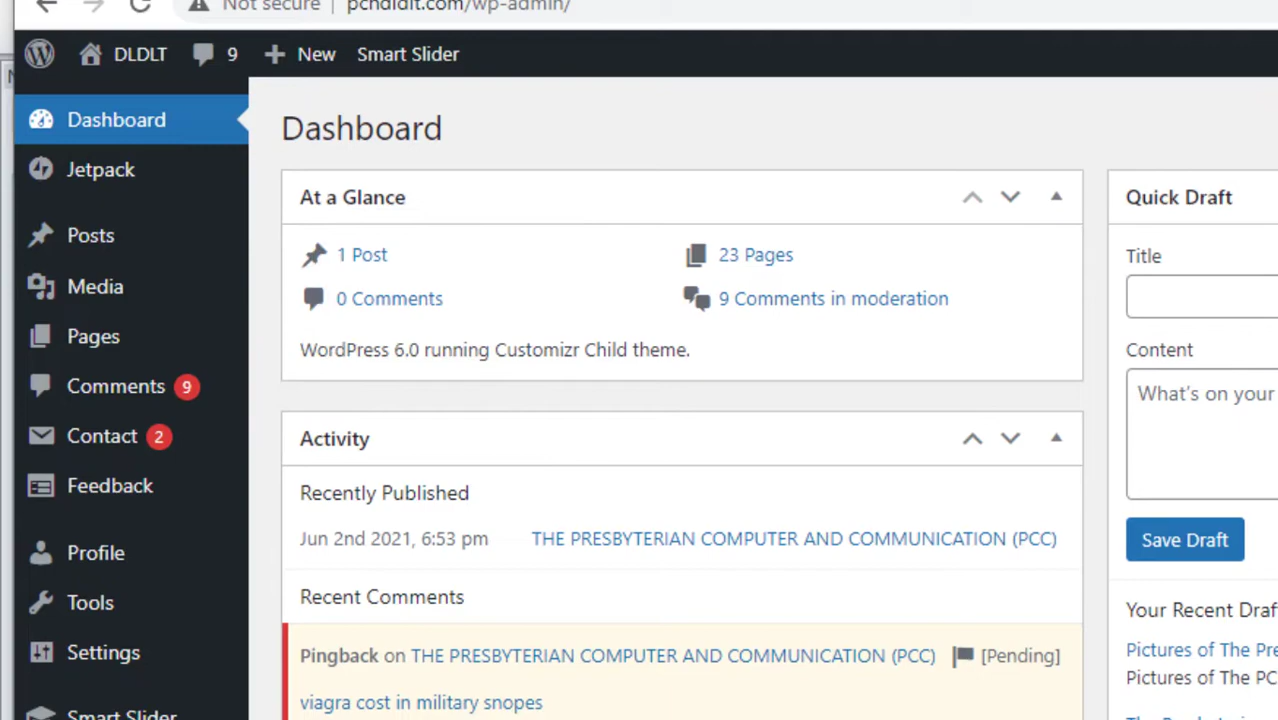 Not secure pchdldlt.com/wp-admin/
DLDLT 9 New Smart Slider
Dashboard
Jetpack
Posts
Media
Pages
Comments 9
Contact 2
Feedback
Profile
Tools
Settings
Smart Slider
Dashboard
At a Glance
1 Post
23 Pages
0 Comments
9 Comments in moderation
WordPress 6.0 running Customizr Child theme.
Activity
Recently Published
Jun 2nd 2021, 6:53 pm THE PRESBYTERIAN COMPUTER AND COMMUNICATION (PCC)
Recent Comments
Pingback on THE PRESBYTERIAN COMPUTER AND COMMUNICATION (PCC) [Pending]
viagra cost in military snopes
Quick Draft
Title
Content
What's on your
Save Draft
Your Recent Draf
Pictures of The Pre
Pictures of The PC